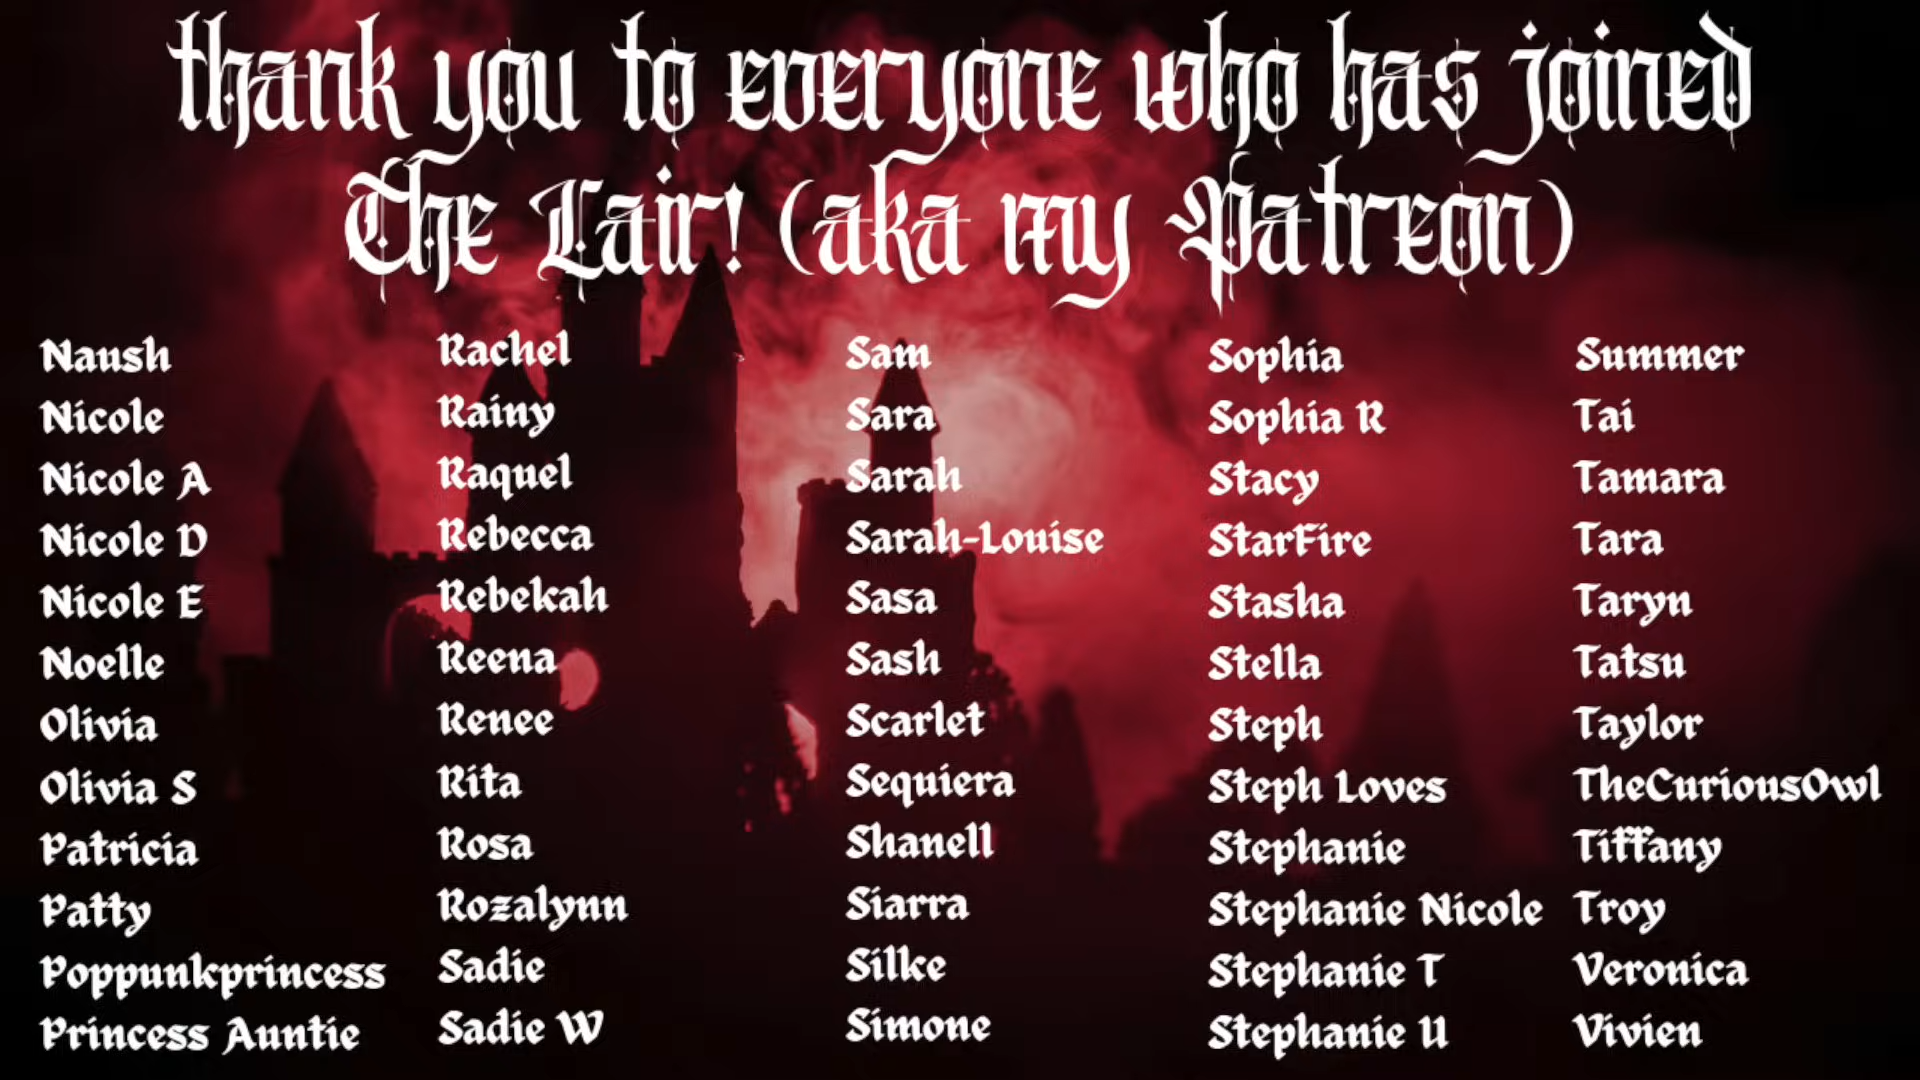 thank you to everyone who has joined
The Lair! (aka my Patreon)
Naush
Nicole
Nicole A
Nicole D
Nicole E
Noelle
Olivia
Olivia S
Patricia
Patty
Poppunkprincess
Princess Auntie
Rachel
Rainy
Raquel
Rebecca
Rebekah
Reena
Renee
Rita
Rosa
Rozalynn
Sadie
Sadie W
Sam
Sara
Sarah
Sarah-Louise
Sasa
Sash
Scarlet
Sequiera
Shanell
Siarra
Silke
Simone
Sophia
Sophia R
Stacy
StarFire
Stasha
Stella
Steph
Steph Loves
Stephanie
Stephanie Nicole
Stephanie T
Stephanie U
Summer
Tai
Tamara
Tara
Taryn
Tatsu
Taylor
TheCuriousOwl
Tiffany
Troy
Veronica
Vivien